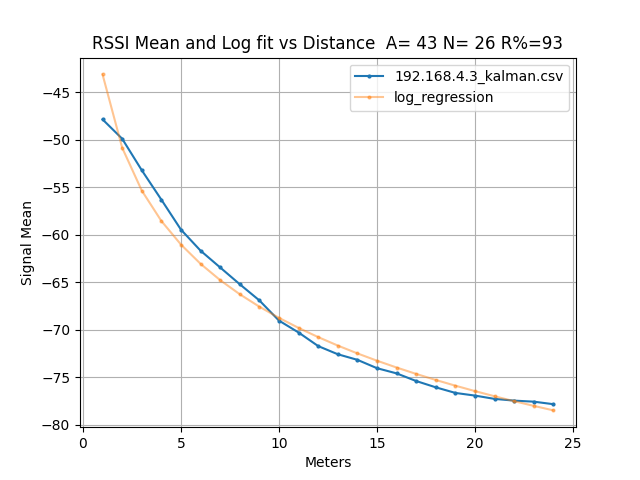 RSSI Mean and Log fit vs Distance  A= 43 N= 26 R%=93
192.168.4.3_kalman.csv
log_regression
Signal Mean
−45
−50
−55
−60
−65
−70
−75
−80
0 5 10 15 20 25
Meters